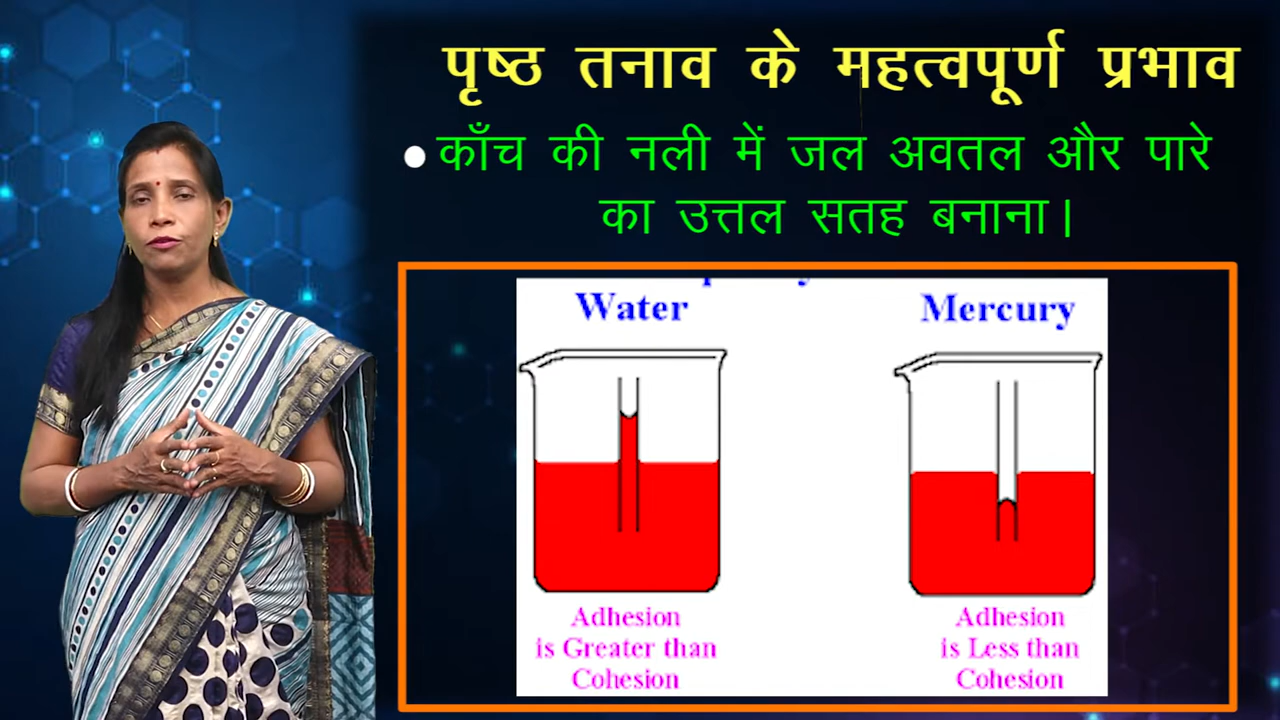 पृष्ठ तनाव के महत्वपूर्ण प्रभाव
• काँच की नली में जल अवतल और पारे
का उत्तल सतह बनाना।
Water
Mercury
Adhesion
is Greater than
Cohesion
Adhesion
is Less than
Cohesion